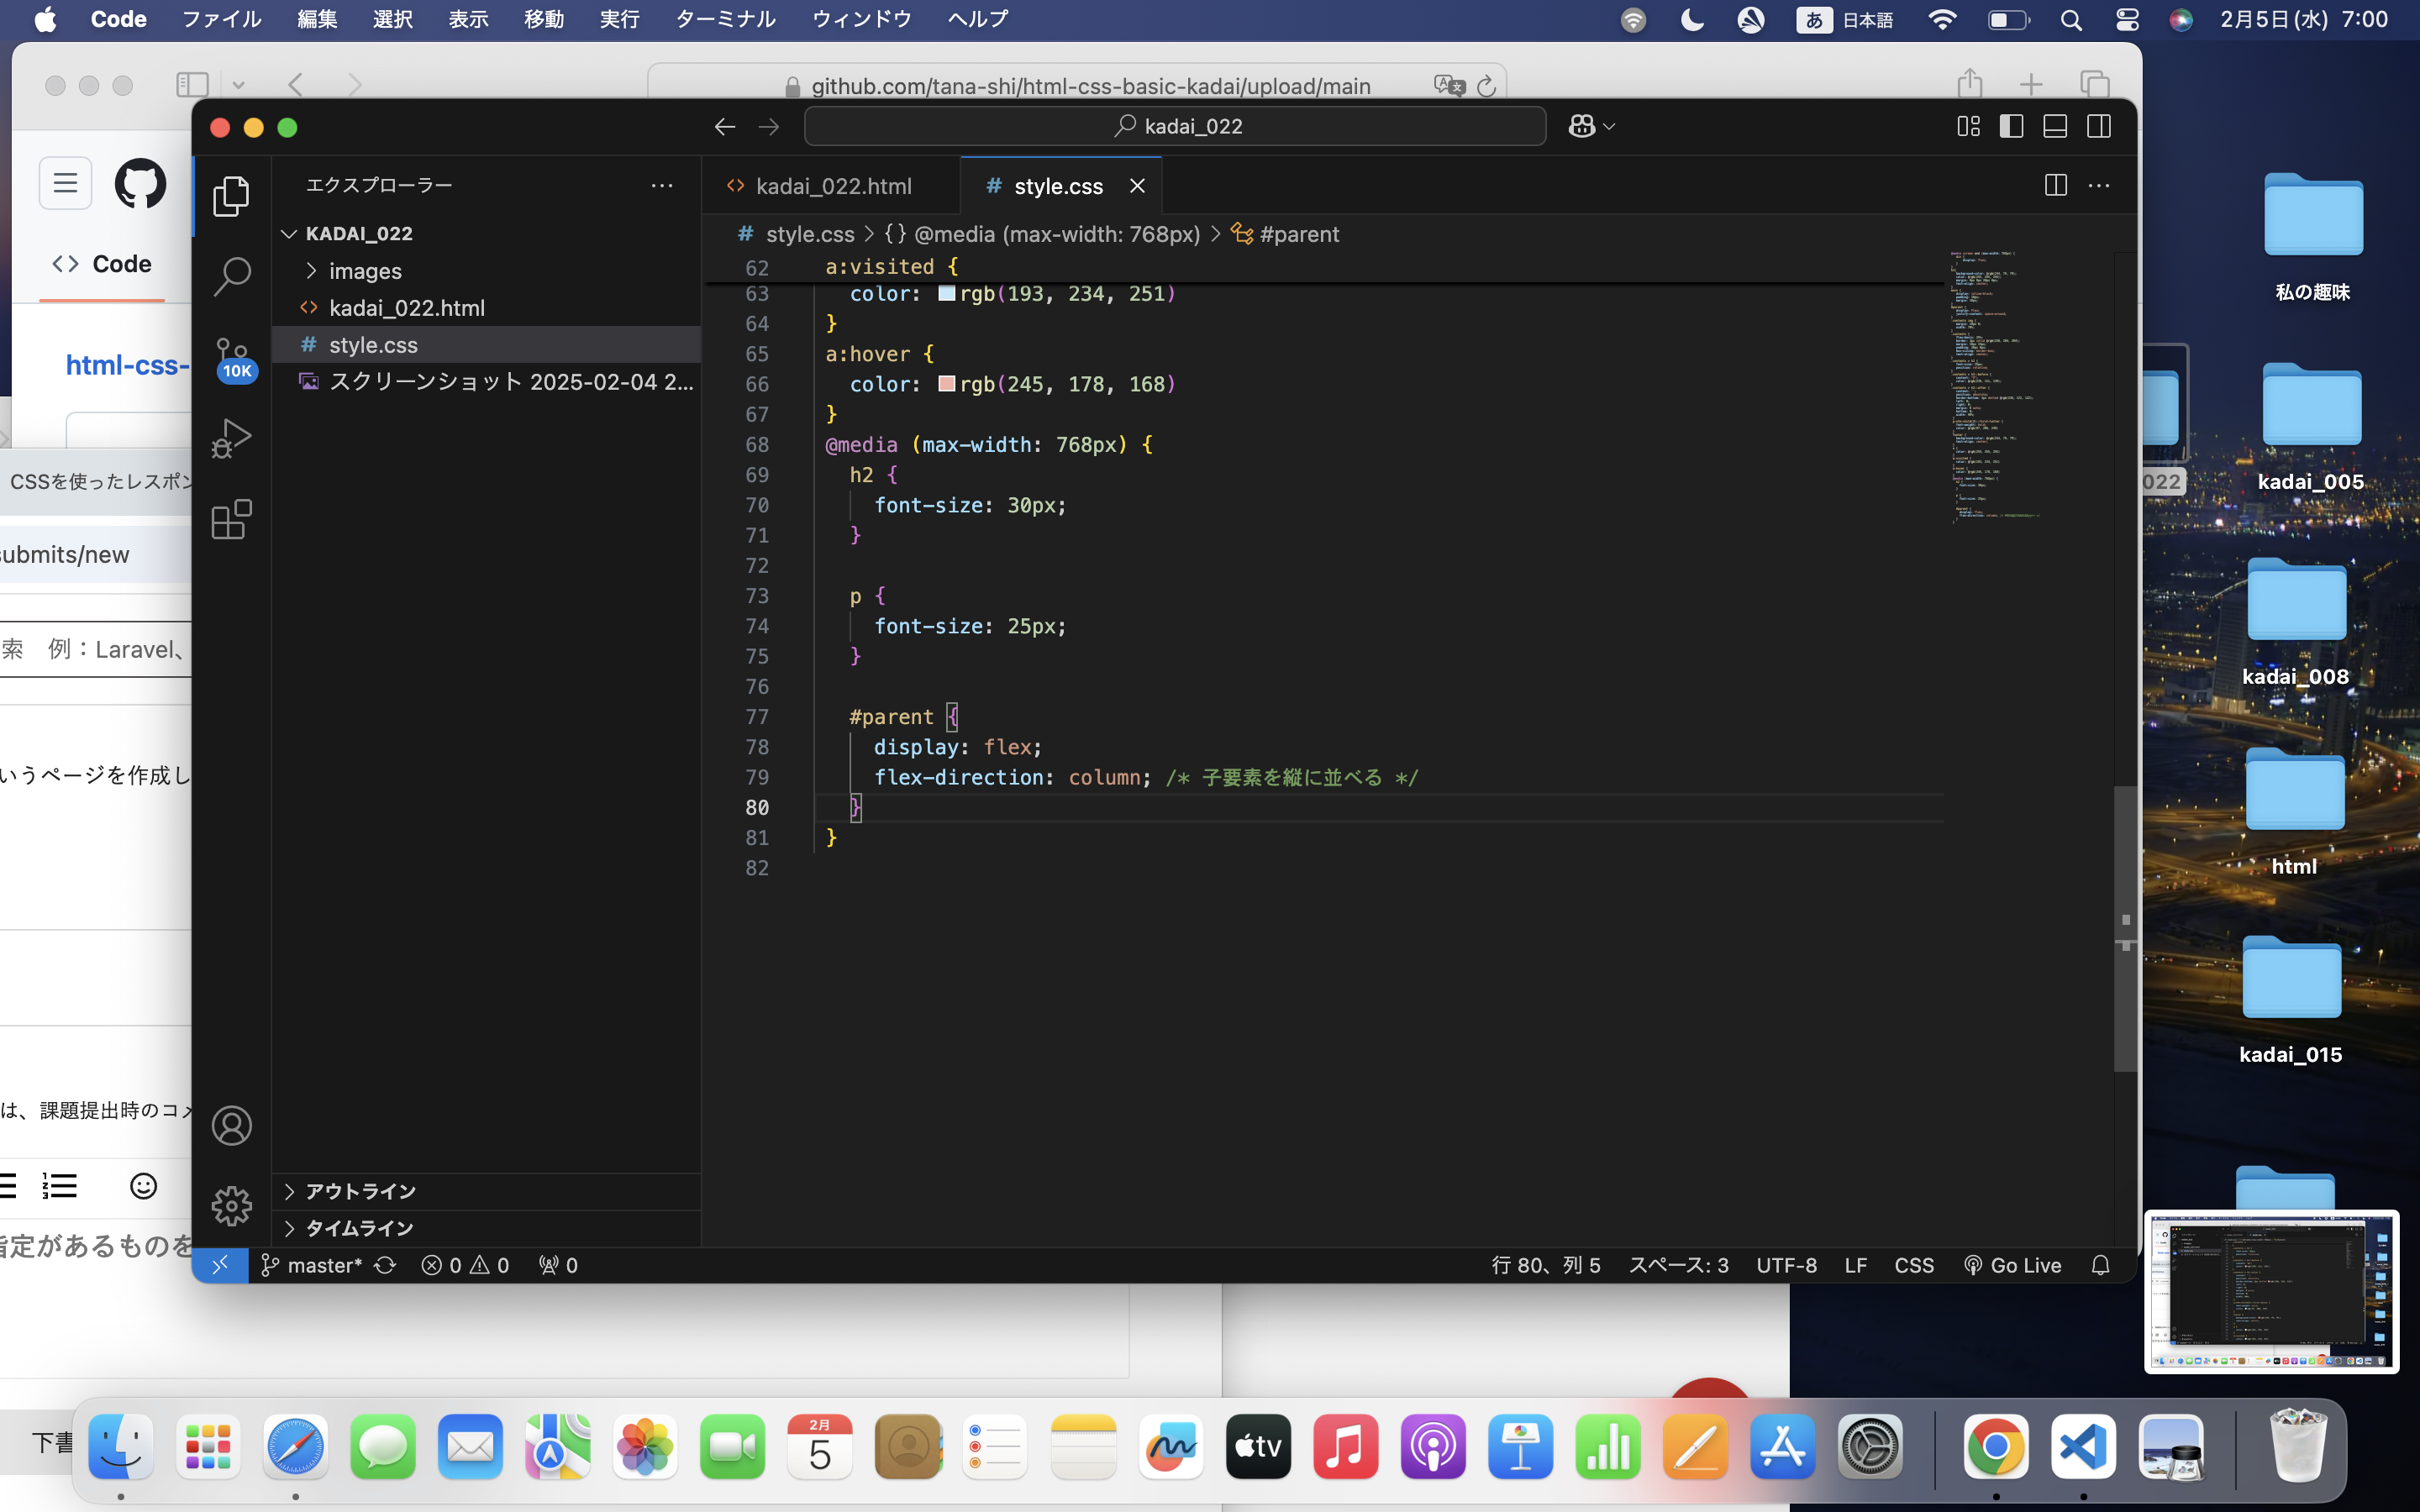 Code ファイル 編集 選択 表示 移動 実行 ターミナル ウィンドウ ヘルプ あ 日本語 2月5日(水) 7:00
github.com/tana-shi/html-css-basic-kadai/upload/main
kadai_022
エクスプローラー
kadai_022.html
style.css
KADAI_022
images
kadai_022.html
style.css
スクリーンショット 2025-02-04 2...
10K
アウトライン
タイムライン
style.css > {} @media (max-width: 768px) > #parent
62 a:visited {
63 color: rgb(193, 234, 251)
64 }
65 a:hover {
66 color: rgb(245, 178, 168)
67 }
68 @media (max-width: 768px) {
69 h2 {
70 font-size: 30px;
71 }
72
73 p {
74 font-size: 25px;
75 }
76
77 #parent {
78 display: flex;
79 flex-direction: column; /* 子要素を縦に並べる */
80 }
81 }
82
master* 0 0 0 行 80、列 5 スペース: 3 UTF-8 LF CSS Go Live
Code
html-css-
CSSを使ったレスポン
submits/new
索 例：Laravel、
いうページを作成し
は、課題提出時のコメ
指定があるものを
下書
私の趣味
022
kadai_005
kadai_008
html
kadai_015
2月
5
tv